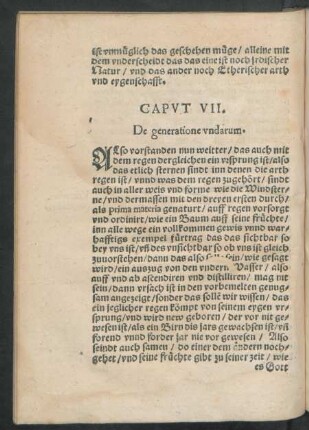 ist vnmüglich das geschehen müge / alleine mit
dem vnderscheidt das das eine ist noch jrdischer
Natur / vnd das ander noch Etherischer arth
vnd eygenschafft.
CAPVT VII.
De generatione vndarum.
ALso vorstanden nun weitter / das auch mit
dem regen dergleichen ein vrsprung ist / also
das etlich sternen sindt inn denen die arth
regen ist / vnnd was dem regen zugehört / sindt
auch in aller weis vnd forme wie die Windster-
ne / vnd dermassen mit den dreyen ersten durch-
als prima materia genaturt / auff regen vorsorgt
vnd ordinirt / wie ein Baum auff seine früchte /
inn alle wege ein vollkommen gewis vnnd war-
hafftigs exempel fürtrag das das sichtbar so
bey vns ist / vñ des vnsichtbar so ob vns ist gleich
zuuorstehen / dann das also sein / wie gesagt
wird / ein auszug von den vndern Wasser / also
auff vnd ab ascendiren vnd distilliren / mag nit
sein / dann vrsach ist in den vorbemelten genug-
sam angezeigt / sonder das solle wir wissen / das
ein jeglicher regen kömpt von seinem eygen vr-
sprung / vnd wird new geboren / der vor nit ge-
wesen ist / als ein Birn dis jars gewachsen ist / vñ
forend vnnd forder jar nie vor gewesen / Also
seindt auch samen / do einer dem andern noch-
gehet / vnd seine früchte gibt zu seiner zeit / wie
es Gott